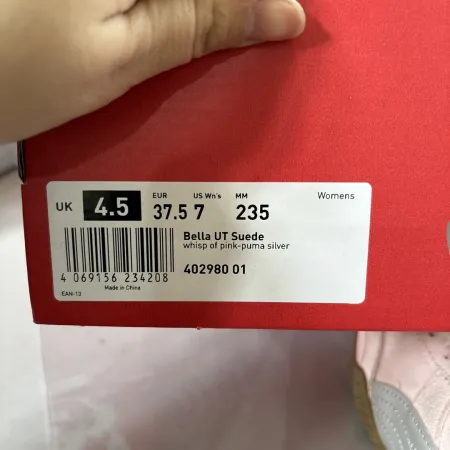 UK 4.5 EUR 37.5 US Wn's 7 MM 235 Womens
Bella UT Suede
whisp of pink-puma silver
402980 01
4 069156 234208
EAN-13 Made in China